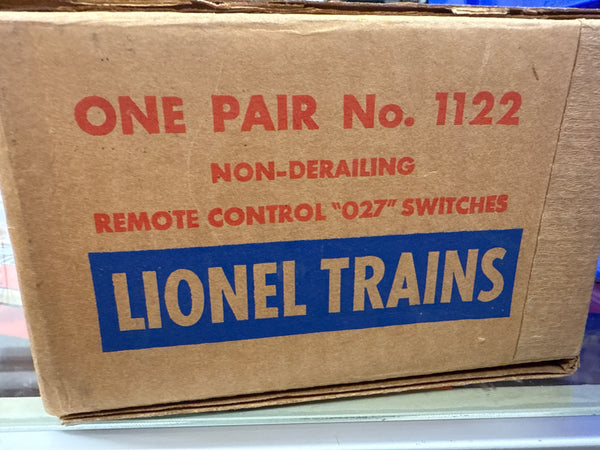 ONE PAIR No. 1122
NON-DERAILING
REMOTE CONTROL "027" SWITCHES
LIONEL TRAINS